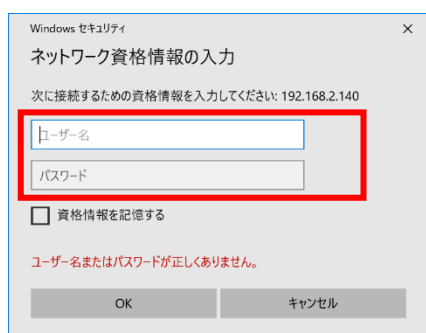 Windows セキュリティ
ネットワーク資格情報の入力
次に接続するための資格情報を入力してください: 192.168.2.140
ユーザー名
パスワード
資格情報を記憶する
ユーザー名またはパスワードが正しくありません。
OK キャンセル